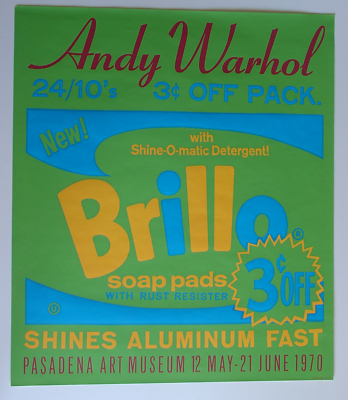 Andy Warhol
24/10's 3¢ OFF PACK.
New!
with
Shine-O-matic Detergent!
Brillo®
soap pads
WITH RUST RESISTER
3¢ OFF
Ⓤ
SHINES ALUMINUM FAST
PASADENA ART MUSEUM 12 MAY-21 JUNE 1970